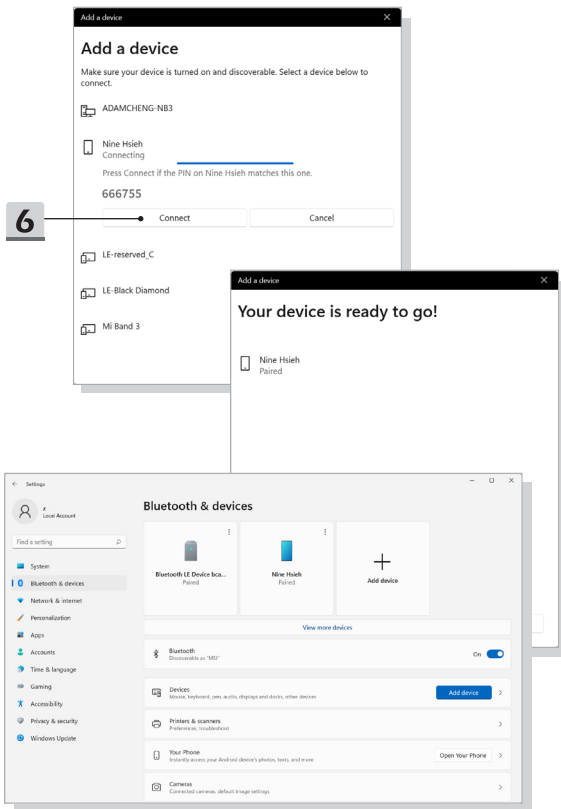 Add a device
Add a device
Make sure your device is turned on and discoverable. Select a device below to
connect.
ADAMCHENG-NB3
Nine Hsieh
Connecting
Press Connect if the PIN on Nine Hsieh matches this one.
666755
6
Connect
Cancel
LE-reserved_C
LE-Black Diamond
Mi Band 3
Add a device
Your device is ready to go!
Nine Hsieh
Paired
Settings
Local Account
Find a setting
System
Bluetooth & devices
Network & internet
Personalization
Apps
Accounts
Time & language
Gaming
Accessibility
Privacy & security
Windows Update
Bluetooth & devices
Bluetooth LE Device bca...
Paired
Nine Hsieh
Paired
Add device
View more devices
Bluetooth
Discoverable as "MSI"
On
Devices
Mouse, keyboard, pen, audio, displays and docks, other devices
Add device
Printers & scanners
Preferences, troubleshoot
Your Phone
Instantly access your Android device's photos, texts, and more
Open Your Phone
Cameras
Connected cameras, default image settings